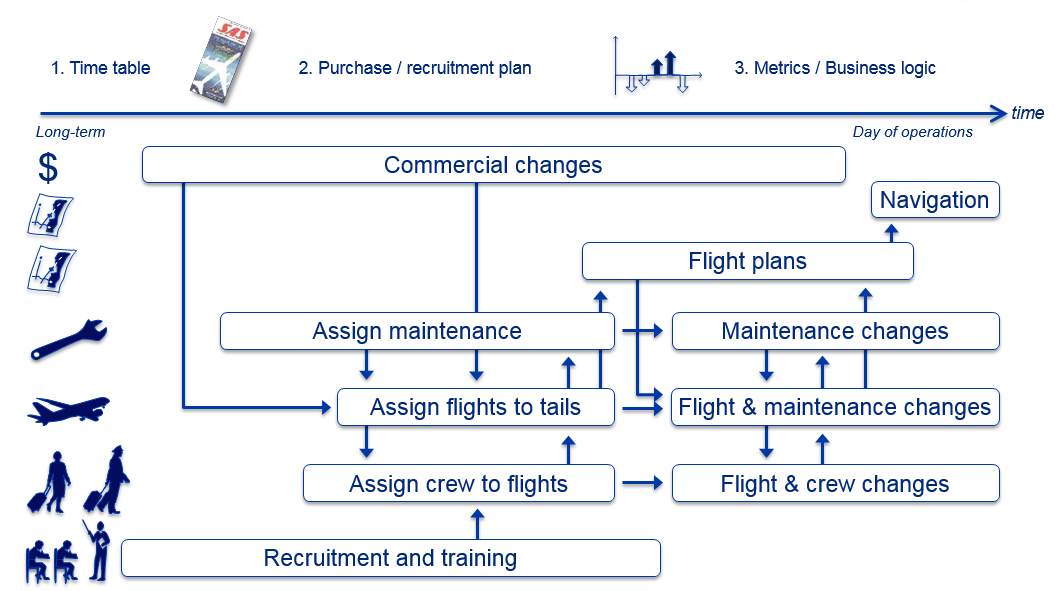 SAS
1. Time table
2. Purchase / recruitment plan
3. Metrics / Business logic
time
Long-term
Day of operations
$
Commercial changes
Navigation
Flight plans
Assign maintenance
Maintenance changes
Assign flights to tails
Flight & maintenance changes
Assign crew to flights
Flight & crew changes
Recruitment and training